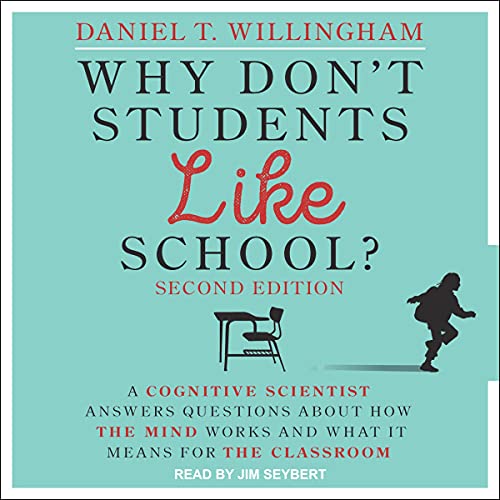 DANIEL T. WILLINGHAM
WHY DON'T
STUDENTS
Like
SCHOOL?
SECOND EDITION
A COGNITIVE SCIENTIST
ANSWERS QUESTIONS ABOUT HOW
THE MIND WORKS AND WHAT IT
MEANS FOR THE CLASSROOM
READ BY JIM SEYBERT